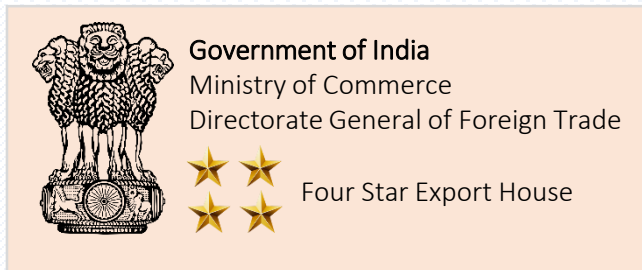 Government of India
Ministry of Commerce
Directorate General of Foreign Trade
Four Star Export House